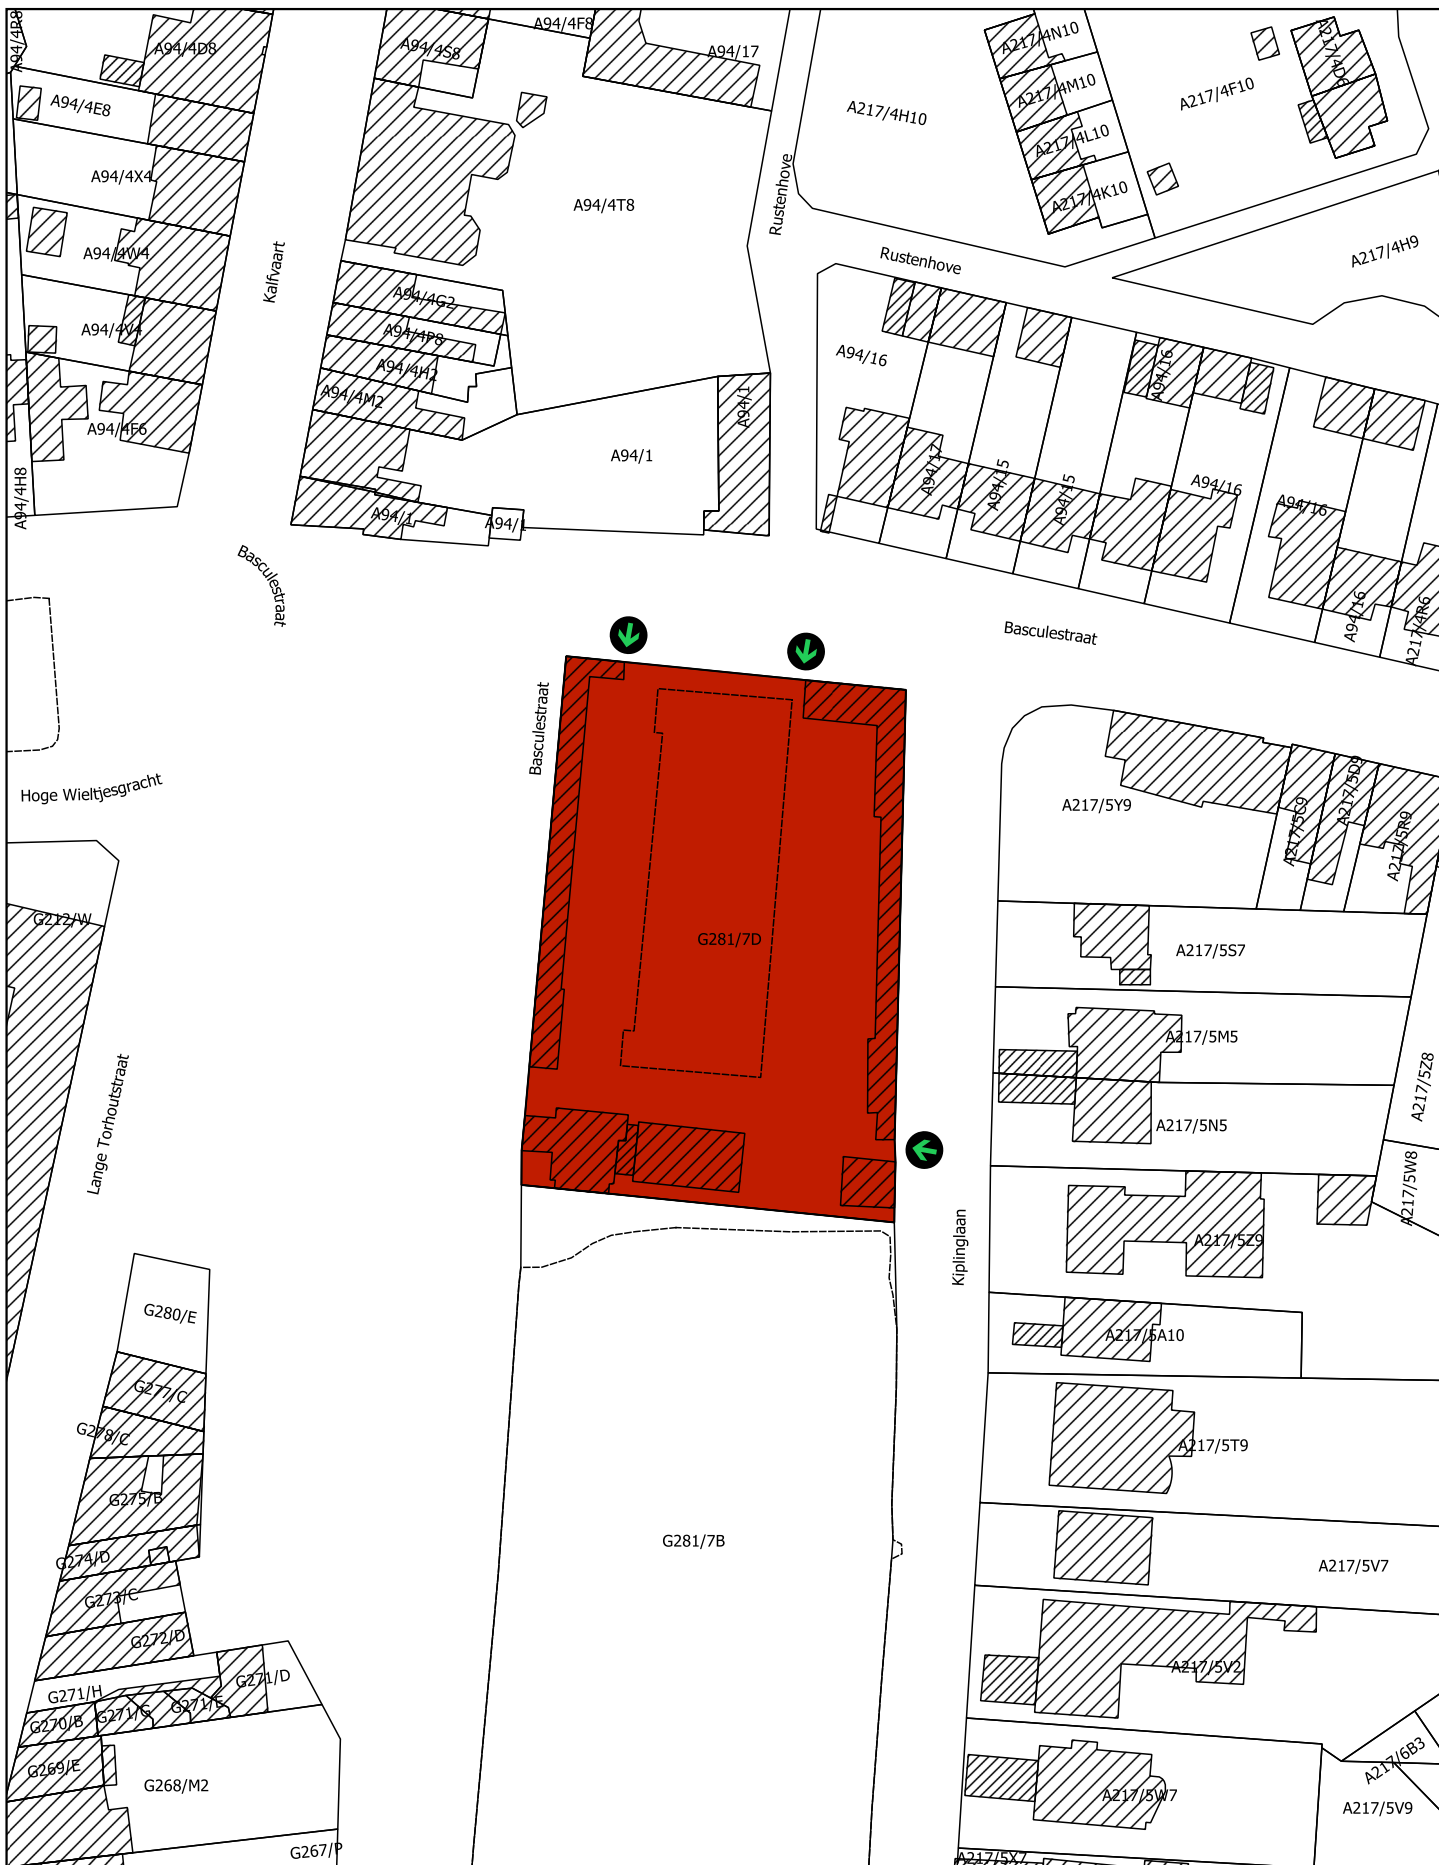 A94/4R8
A94/4D8
A94/4S8
A94/4F8
A94/17
A217/4N10
A217/4D6
A94/4E8
A217/4H10
A217/4M10
A217/4F10
A217/4L10
A94/4X4
Rustenhove
A217/4K10
A94/4T8
A94/4W4
Kalfvaart
Rustenhove
A217/4H9
A94/4G2
A94/4V4
A94/4P8
A94/16
A94/4H2
A94/16
A94/4M2
A94/1
A94/4F6
A94/1
A94/17
A94/15
A94/15
A94/16
A94/16
A94/4H8
A94/1
A94/1
Basculestraat
A94/16
A217/4R6
Basculestraat
Basculestraat
Hoge Wieltjesgracht
A217/5Y9
A217/5C9
A217/5D9
A217/5R9
G212/W
G281/7D
A217/5S7
A217/5M5
A217/5Z8
Lange Torhoutstraat
A217/5N5
A217/5W8
Kiplinglaan
A217/5Z9
G280/E
A217/5A10
G277/C
G278/C
A217/5T9
G275/B
G281/7B
G274/D
A217/5V7
G273/C
G272/D
A217/5V2
G271/D
G271/H
G271/E
G271/G
G270/B
G269/E
G268/M2
A217/5W7
A217/6B3
A217/5V9
G267/P
A217/5X7